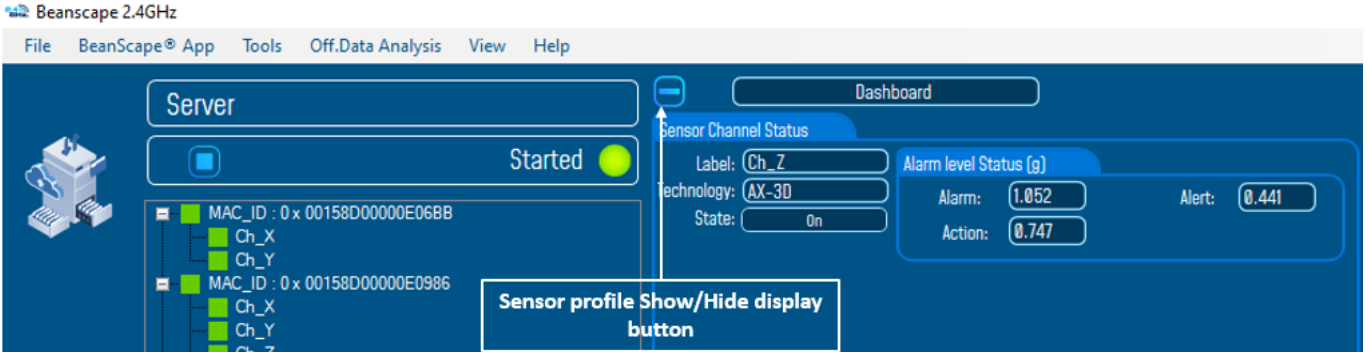 Beanscape 2.4GHz
File BeanScape® App Tools Off.Data Analysis View Help
Server
Dashboard
Started
Sensor Channel Status
Label: Ch_Z
Technology: AX-3D
State: On
Alarm level Status (g)
Alarm: 1.052 Alert: 0.441
Action: 0.747
MAC_ID : 0 x 00158D00000E06BB
Ch_X
Ch_Y
MAC_ID : 0 x 00158D00000E0986
Ch_X
Ch_Y
Ch_Z
Sensor profile Show/Hide display
button